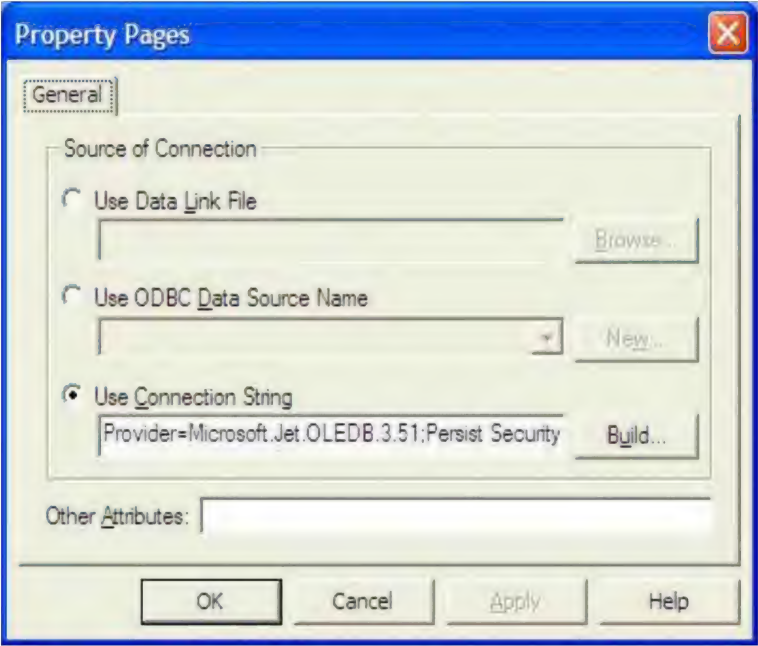 Property Pages
General
Source of Connection
Use Data Link File
Browse...
Use ODBC Data Source Name
New...
Use Connection String
Provider=Microsoft.Jet.OLEDB.3.51;Persist Security
Build...
Other Attributes:
OK Cancel Apply Help